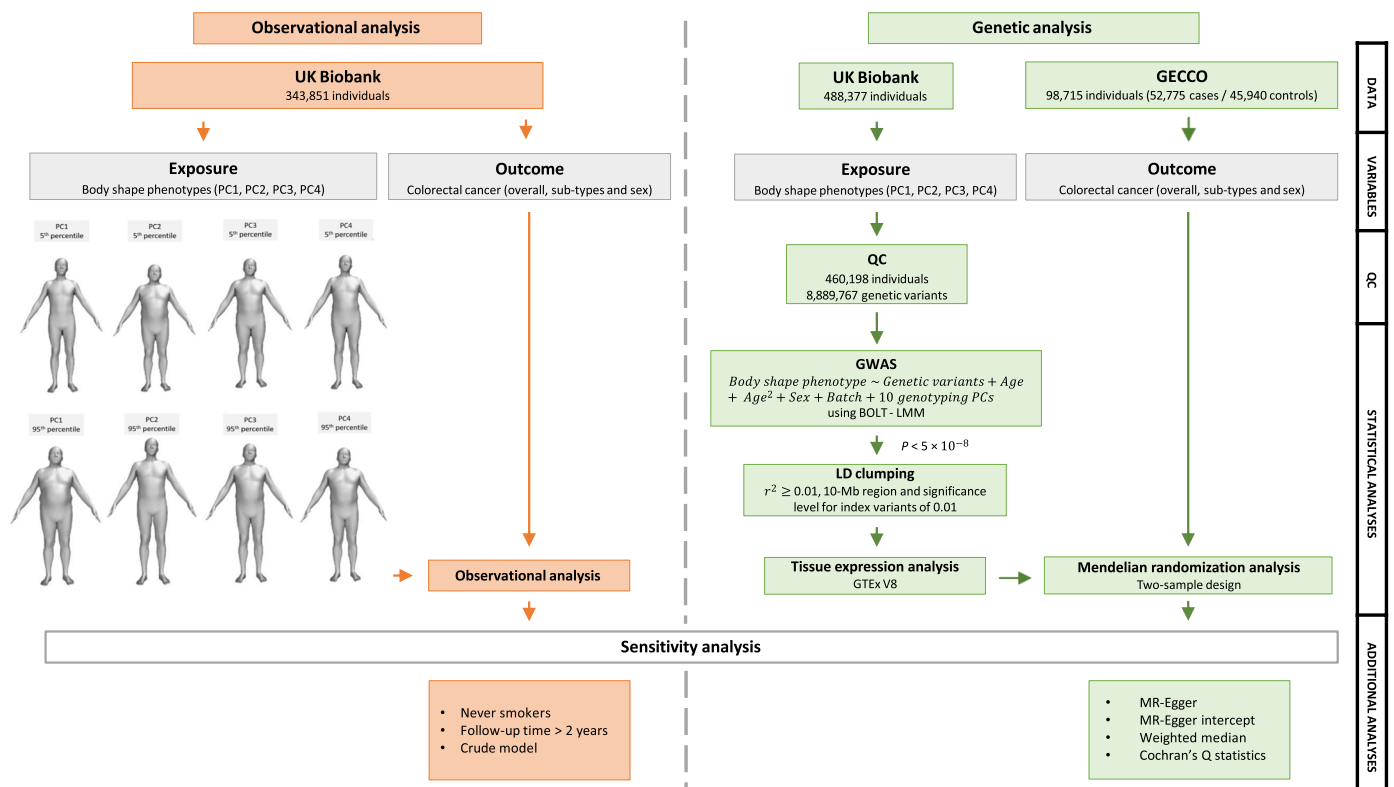 Observational analysis
UK Biobank
343,851 individuals
Exposure
Body shape phenotypes (PC1, PC2, PC3, PC4)
Outcome
Colorectal cancer (overall, sub-types and sex)
PC1
5th percentile
PC2
5th percentile
PC3
5th percentile
PC4
5th percentile
PC1
95th percentile
PC2
95th percentile
PC3
95th percentile
PC4
95th percentile
Observational analysis
Genetic analysis
UK Biobank
488,377 individuals
GECCO
98,715 individuals (52,775 cases / 45,940 controls)
Exposure
Body shape phenotypes (PC1, PC2, PC3, PC4)
Outcome
Colorectal cancer (overall, sub-types and sex)
QC
460,198 individuals
8,889,767 genetic variants
GWAS
Body shape phenotype ~ Genetic variants + Age
+ Age² + Sex + Batch + 10 genotyping PCs
using BOLT - LMM
P < 5 × 10⁻⁸
LD clumping
r² ≥ 0.01, 10-Mb region and significance
level for index variants of 0.01
Tissue expression analysis
GTEx V8
Mendelian randomization analysis
Two-sample design
Sensitivity analysis
• Never smokers
• Follow-up time > 2 years
• Crude model
• MR-Egger
• MR-Egger intercept
• Weighted median
• Cochran's Q statistics
DATA
VARIABLES
QC
STATISTICAL ANALYSES
ADDITIONAL ANALYSES